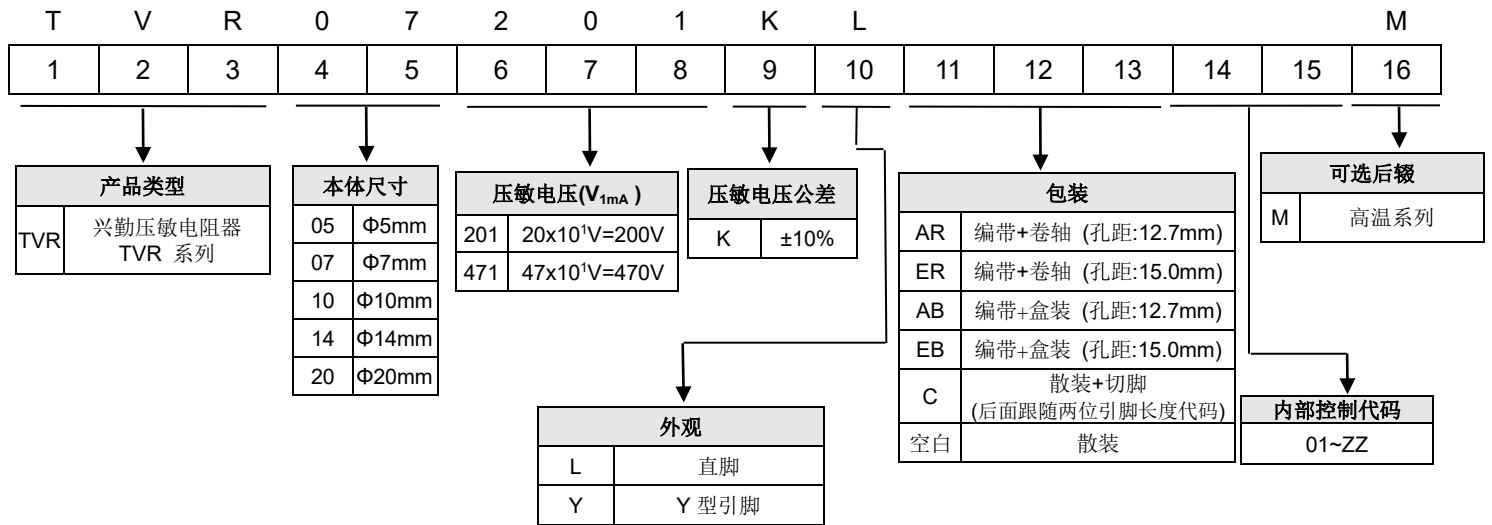 T V R 0 7 2 0 1 K L M
1 2 3 4 5 6 7 8 9 10 11 12 13 14 15 16
产品类型
TVR 兴勤压敏电阻器
TVR 系列
本体尺寸
05 Φ5mm
07 Φ7mm
10 Φ10mm
14 Φ14mm
20 Φ20mm
压敏电压(V1mA )
201 20x10¹V=200V
471 47x10¹V=470V
压敏电压公差
K ±10%
外观
L 直脚
Y Y 型引脚
包装
AR 编带+卷轴 (孔距:12.7mm)
ER 编带+卷轴 (孔距:15.0mm)
AB 编带+盒装 (孔距:12.7mm)
EB 编带+盒装 (孔距:15.0mm)
C 散装+切脚
(后面跟随两位引脚长度代码)
空白 散装
内部控制代码
01~ZZ
可选后辍
M 高温系列